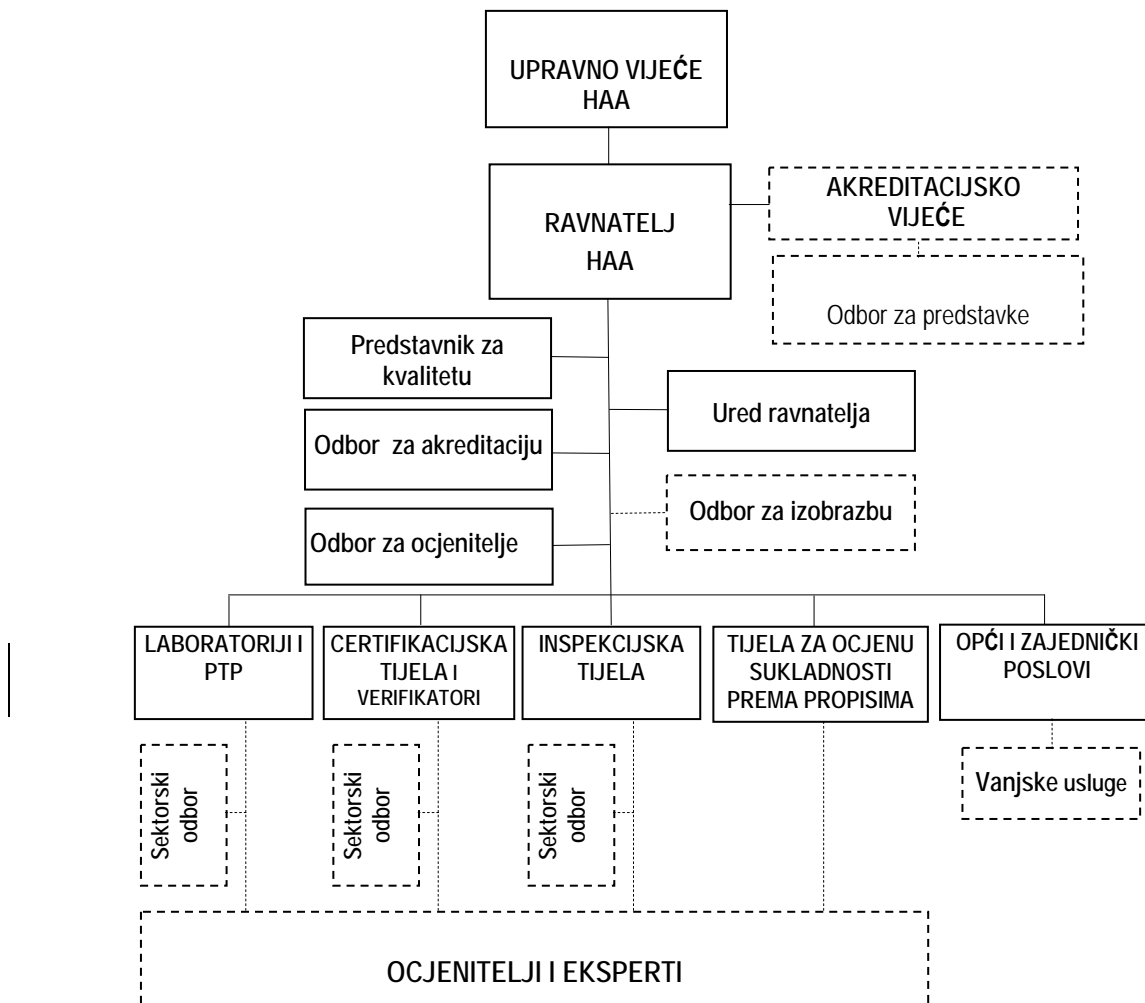 UPRAVNO VIJEĆE
HAA
RAVNATELJ
HAA
AKREDITACIJSKO
VIJEĆE
Odbor za predstavke
Predstavnik za
kvalitetu
Ured ravnatelja
Odbor za akreditaciju
Odbor za izobrazbu
Odbor za ocjenitelje
LABORATORIJI I
PTP
CERTIFIKACIJSKA
TIJELA I
VERIFIKATORI
INSPEKCIJSKA
TIJELA
TIJELA ZA OCJENU
SUKLADNOSTI
PREMA PROPISIMA
OPĆI I ZAJEDNIČKI
POSLOVI
Sektorski
odbor
Sektorski
odbor
Sektorski
odbor
Vanjske usluge
OCJENITELJI I EKSPERTI